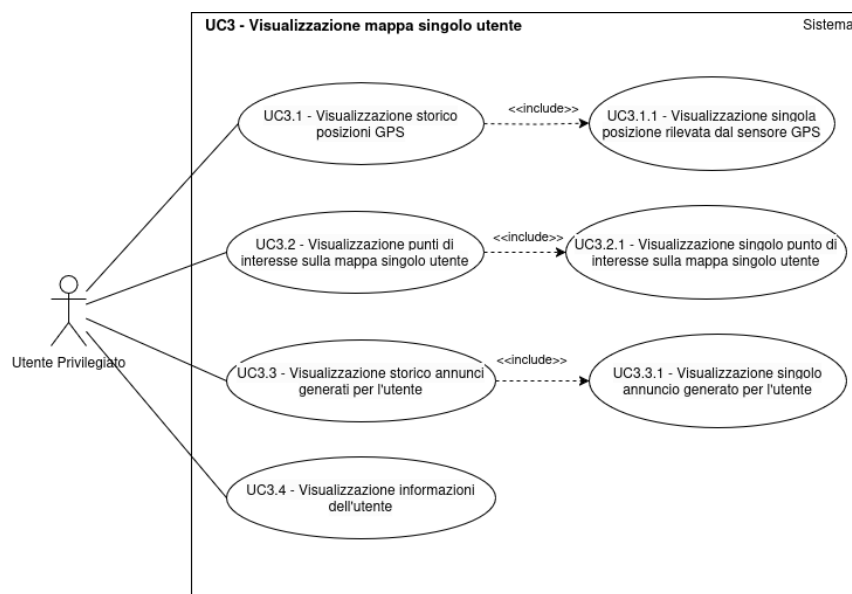 UC3 - Visualizzazione mappa singolo utente
Sistema
UC3.1 - Visualizzazione storico
posizioni GPS
<<include>>
UC3.1.1 - Visualizzazione singola
posizione rilevata dal sensore GPS
UC3.2 - Visualizzazione punti di
interesse sulla mappa singolo utente
<<include>>
UC3.2.1 - Visualizzazione singolo punto di
interesse sulla mappa singolo utente
Utente Privilegiato
UC3.3 - Visualizzazione storico annunci
generati per l'utente
<<include>>
UC3.3.1 - Visualizzazione singolo
annuncio generato per l'utente
UC3.4 - Visualizzazione informazioni
dell'utente